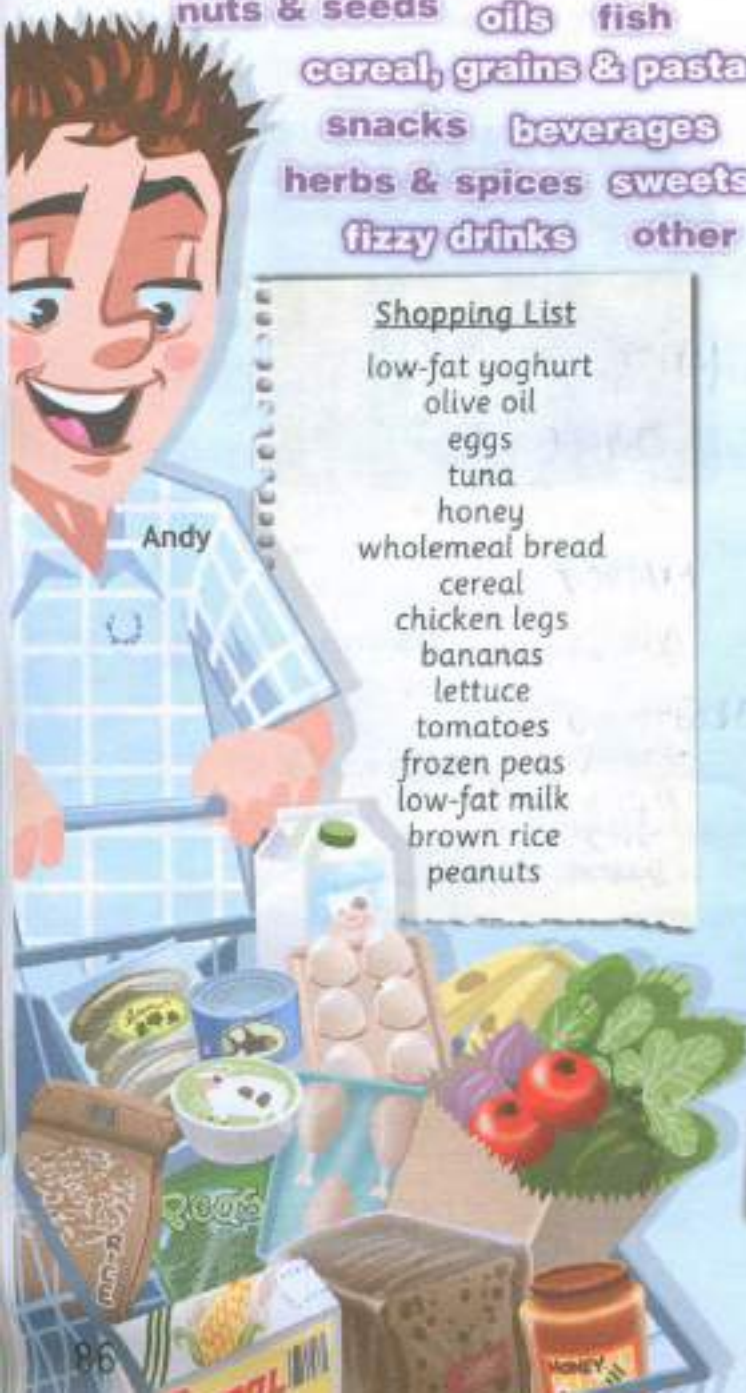 nuts & seeds oils fish
cereal, grains & pasta
snacks beverages
herbs & spices sweets
fizzy drinks other
Shopping List
low-fat yoghurt
olive oil
eggs
tuna
honey
wholemeal bread
cereal
chicken legs
bananas
lettuce
tomatoes
frozen peas
low-fat milk
brown rice
peanuts
Andy
RICE
Peas
HONEY
86